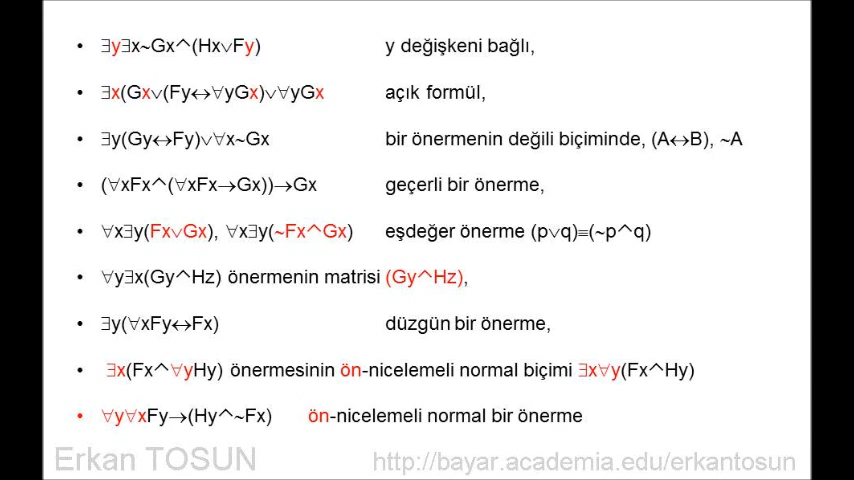 • ∃y∃x~Gx^(Hx∨Fy) y değişkeni bağlı,
• ∃x(Gx∨(Fy↔∀yGx)∨∀yGx açık formül,
• ∃y(Gy↔Fy)∨∀x~Gx bir önermenin değili biçiminde, (A↔B), ~A
• (∀xFx^(∀xFx→Gx))→Gx geçerli bir önerme,
• ∀x∃y(Fx∨Gx), ∀x∃y(~Fx^Gx) eşdeğer önerme (p∨q)≡(~p^q)
• ∀y∃x(Gy^Hz) önermenin matrisi (Gy^Hz),
• ∃y(∀xFy↔Fx) düzgün bir önerme,
• ∃x(Fx^∀yHy) önermesinin ön-nicelemeli normal biçimi ∃x∀y(Fx^Hy)
• ∀y∀xFy→(Hy^~Fx) ön-nicelemeli normal bir önerme
Erkan TOSUN http://bayar.academia.edu/erkantosun